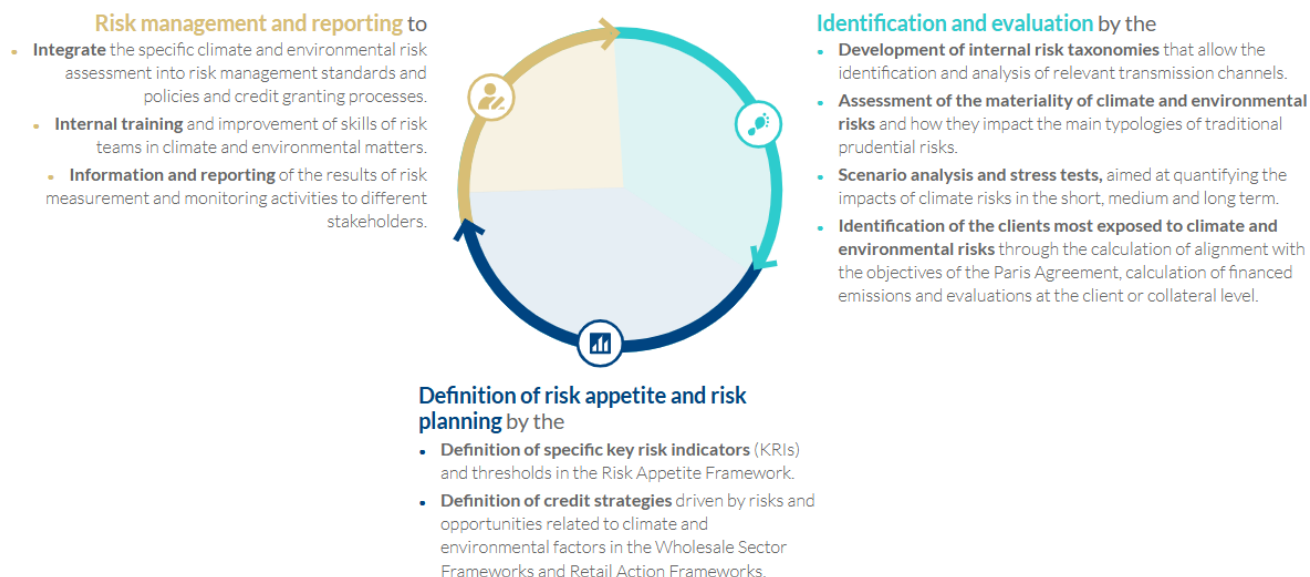 Risk management and reporting to
• Integrate the specific climate and environmental risk
assessment into risk management standards and
policies and credit granting processes.
• Internal training and improvement of skills of risk
teams in climate and environmental matters.
• Information and reporting of the results of risk
measurement and monitoring activities to different
stakeholders.
Identification and evaluation by the
• Development of internal risk taxonomies that allow the
identification and analysis of relevant transmission channels.
• Assessment of the materiality of climate and environmental
risks and how they impact the main typologies of traditional
prudential risks.
• Scenario analysis and stress tests, aimed at quantifying the
impacts of climate risks in the short, medium and long term.
• Identification of the clients most exposed to climate and
environmental risks through the calculation of alignment with
the objectives of the Paris Agreement, calculation of financed
emissions and evaluations at the client or collateral level.
Definition of risk appetite and risk
planning by the
• Definition of specific key risk indicators (KRIs)
and thresholds in the Risk Appetite Framework.
• Definition of credit strategies driven by risks and
opportunities related to climate and
environmental factors in the Wholesale Sector
Frameworks and Retail Action Frameworks.